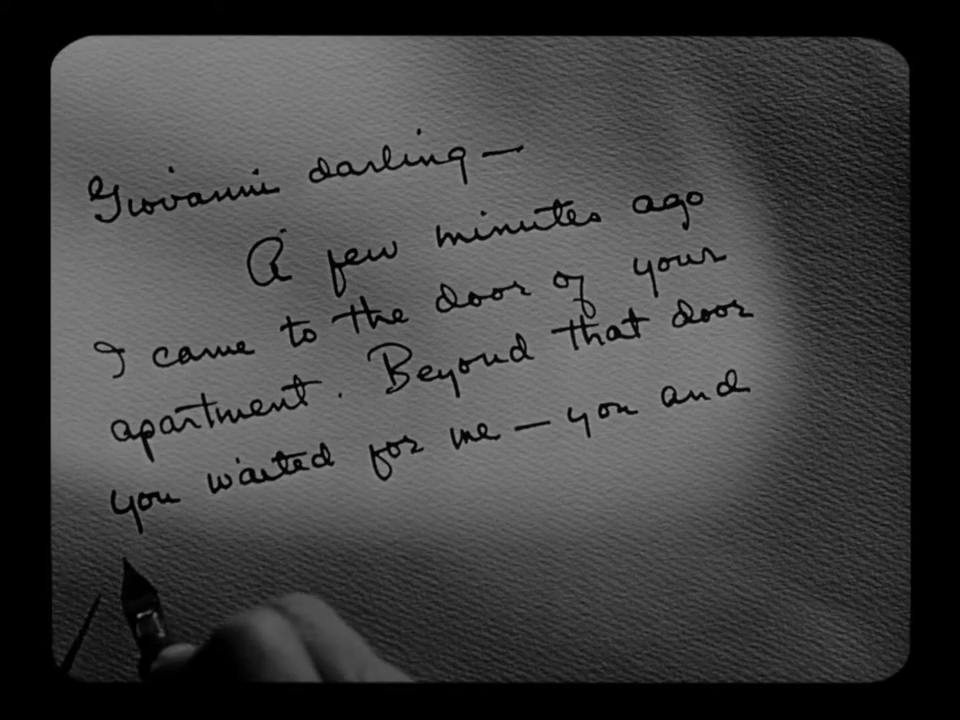 Giovanni darling —
A few minutes ago
I came to the door of your
apartment. Beyond that door
you waited for me — you and